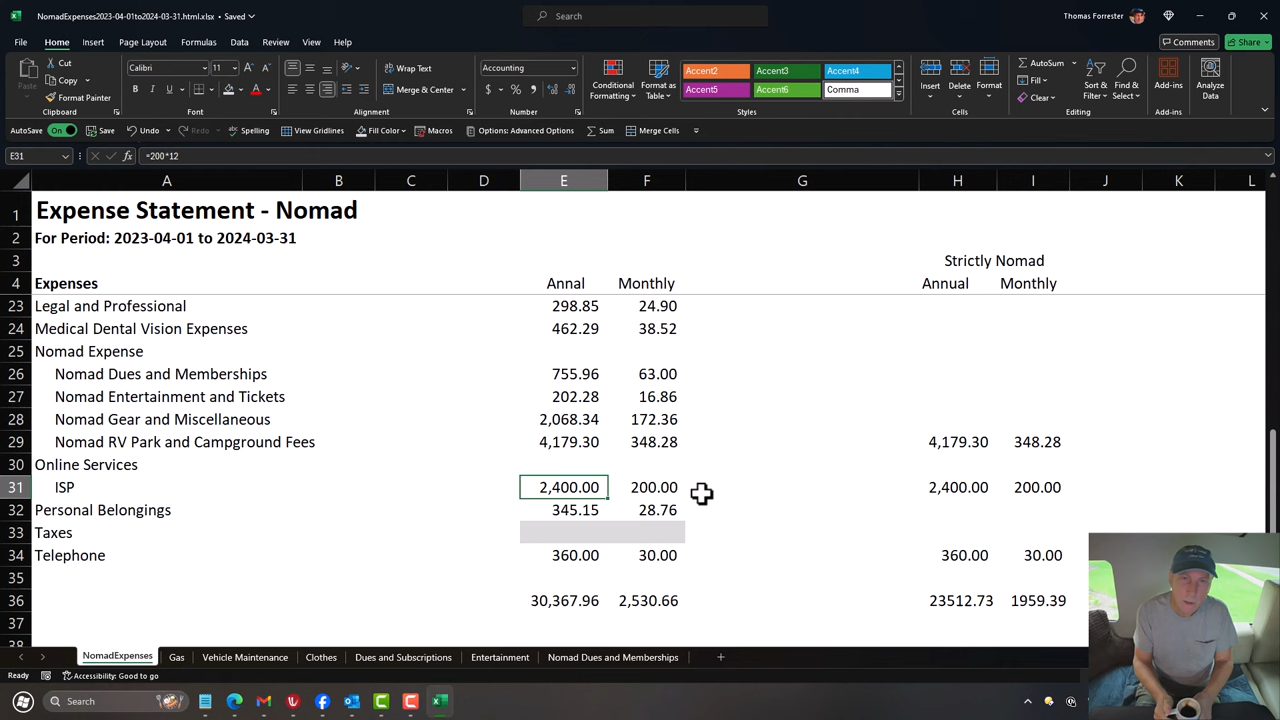 NomadExpenses2023-04-01to2024-03-31.html.xlsx • Saved
Search
Thomas Forrester
File Home Insert Page Layout Formulas Data Review View Help
Comments Share
Paste
Cut
Copy
Format Painter
Clipboard
Calibri 11
B I U
Font
Wrap Text
Merge & Center
Alignment
Accounting
$ %
Number
Conditional Formatting
Format as Table
Accent2 Accent3 Accent4
Accent5 Accent6 Comma
Styles
Insert Delete Format
Cells
AutoSum
Fill
Clear
Sort & Filter
Find & Select
Editing
Add-ins
Add-ins
Analyze Data
AutoSave On Save Undo Spelling View Gridlines Fill Color Macros Options: Advanced Options Sum Merge Cells
E31 fx =200*12
A B C D E F G H I J K L
1 Expense Statement - Nomad
2 For Period: 2023-04-01 to 2024-03-31
3 Strictly Nomad
4 Expenses Annal Monthly Annual Monthly
23 Legal and Professional 298.85 24.90
24 Medical Dental Vision Expenses 462.29 38.52
25 Nomad Expense
26 Nomad Dues and Memberships 755.96 63.00
27 Nomad Entertainment and Tickets 202.28 16.86
28 Nomad Gear and Miscellaneous 2,068.34 172.36
29 Nomad RV Park and Campground Fees 4,179.30 348.28 4,179.30 348.28
30 Online Services
31 ISP 2,400.00 200.00 2,400.00 200.00
32 Personal Belongings 345.15 28.76
33 Taxes
34 Telephone 360.00 30.00 360.00 30.00
35
36 30,367.96 2,530.66 23512.73 1959.39
37
38
NomadExpenses Gas Vehicle Maintenance Clothes Dues and Subscriptions Entertainment Nomad Dues and Memberships
Ready Accessibility: Good to go
Search